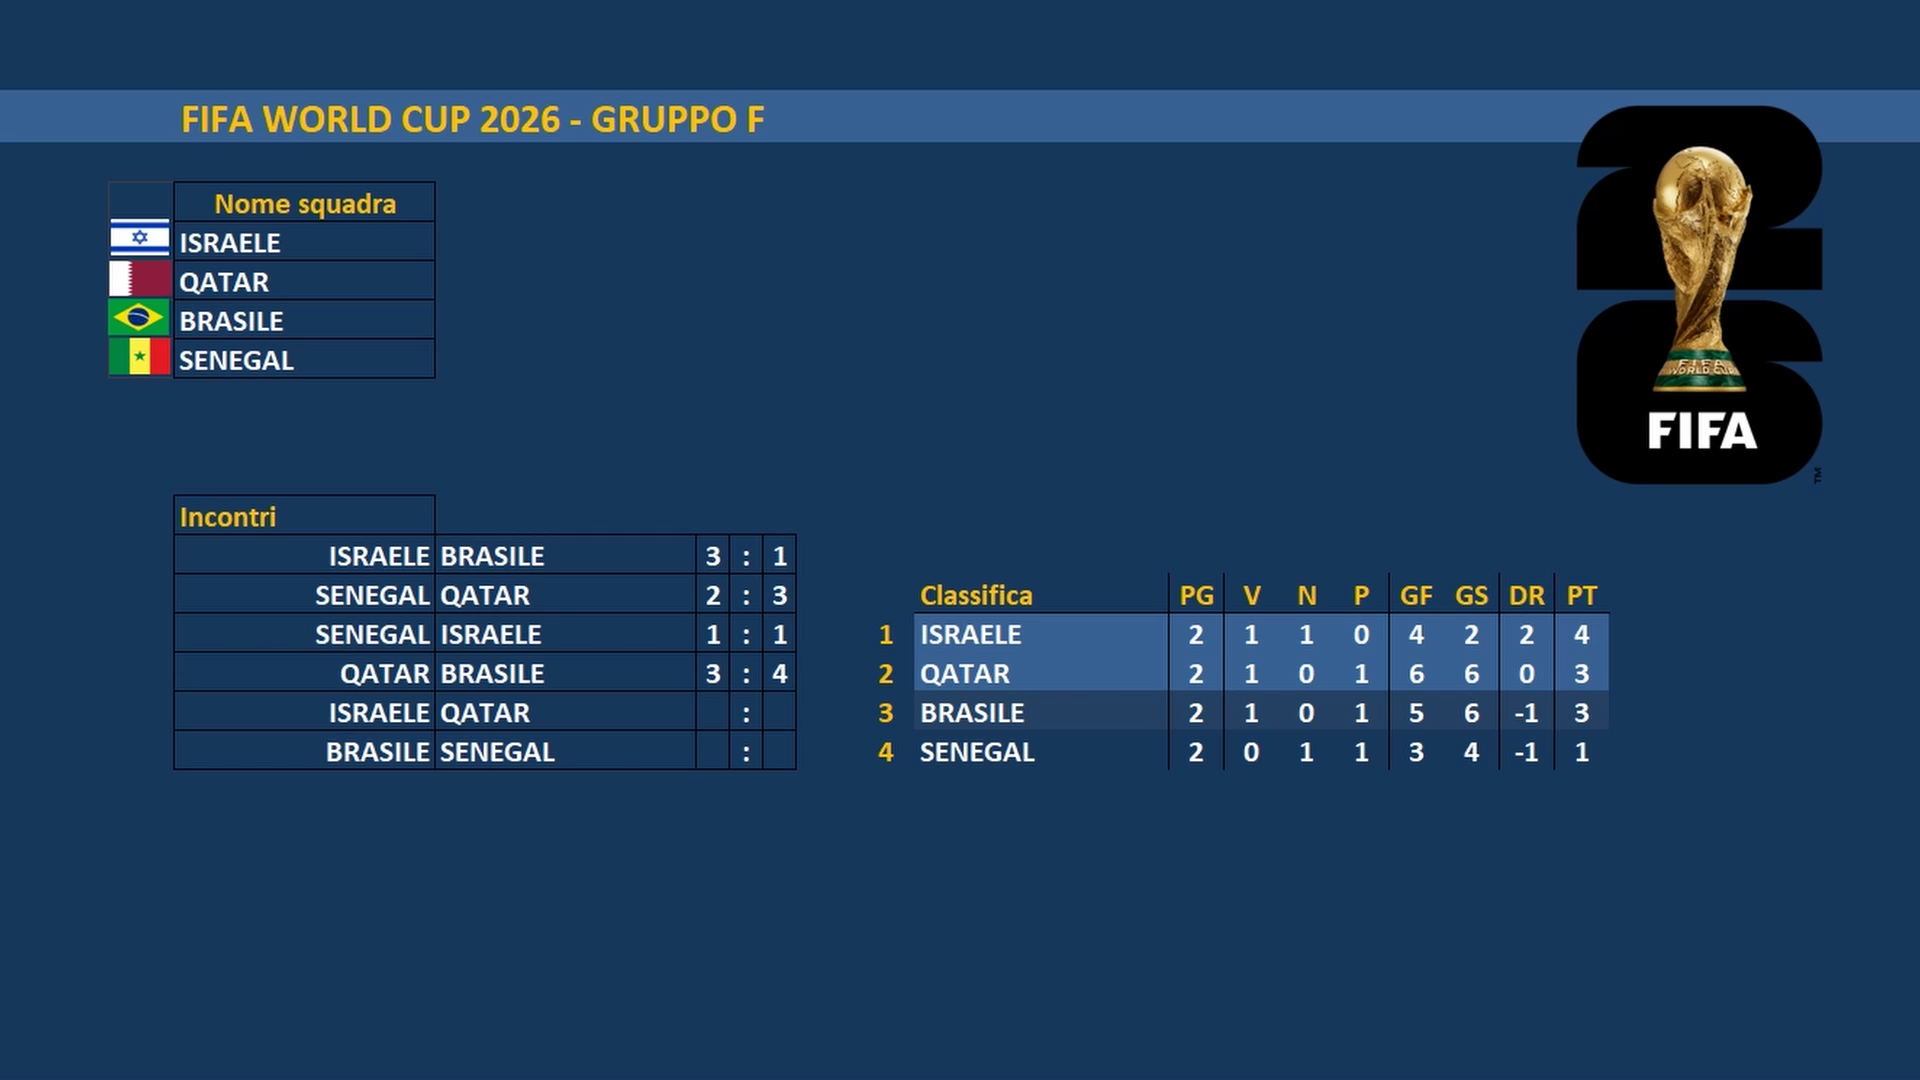 FIFA WORLD CUP 2026 - GRUPPO F
Nome squadra
ISRAELE
QATAR
BRASILE
SENEGAL
FIFA
WORLD CUP
FIFA
TM
Incontri
ISRAELE BRASILE 3 : 1
SENEGAL QATAR 2 : 3
SENEGAL ISRAELE 1 : 1
QATAR BRASILE 3 : 4
ISRAELE QATAR :
BRASILE SENEGAL :
Classifica PG V N P GF GS DR PT
1 ISRAELE 2 1 1 0 4 2 2 4
2 QATAR 2 1 0 1 6 6 0 3
3 BRASILE 2 1 0 1 5 6 -1 3
4 SENEGAL 2 0 1 1 3 4 -1 1